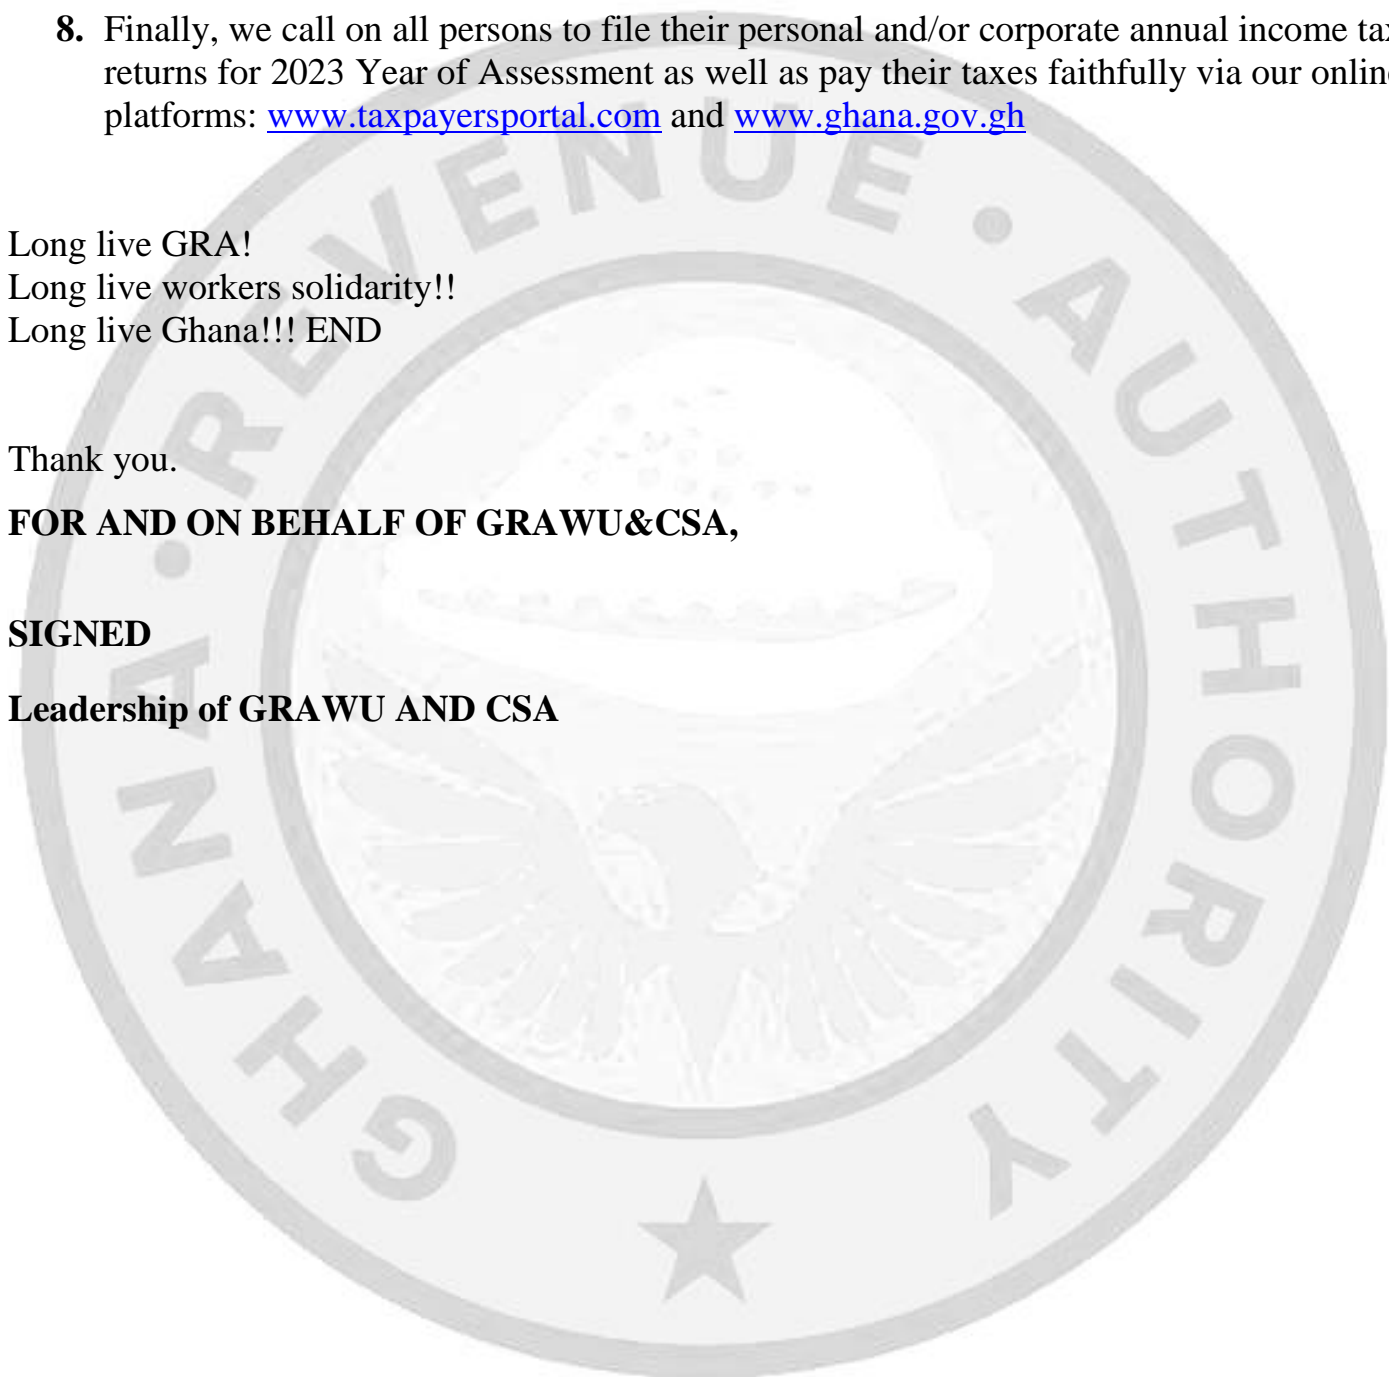 8. Finally, we call on all persons to file their personal and/or corporate annual income tax
returns for 2023 Year of Assessment as well as pay their taxes faithfully via our online
platforms: www.taxpayersportal.com and www.ghana.gov.gh
Long live GRA!
Long live workers solidarity!!
Long live Ghana!!! END
Thank you.
FOR AND ON BEHALF OF GRAWU&CSA,
SIGNED
Leadership of GRAWU AND CSA
GHANA • REVENUE • AUTHORITY